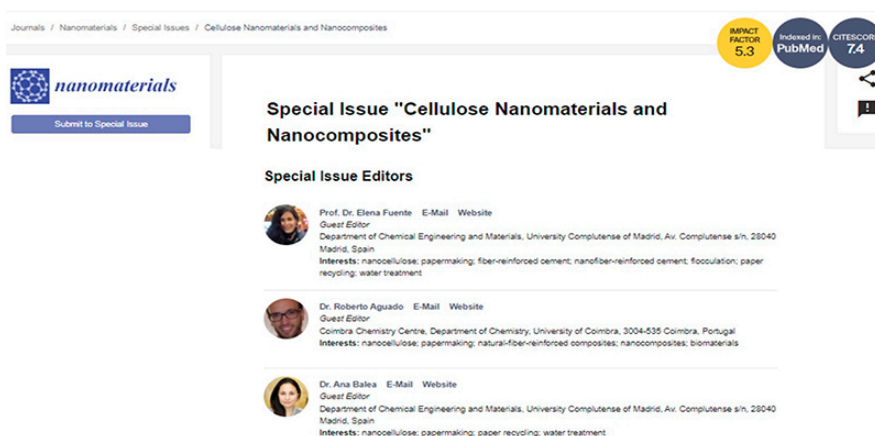 Journals / Nanomaterials / Special Issues / Cellulose Nanomaterials and Nanocomposites
IMPACT
FACTOR
5.3
Indexed in:
PubMed
CITESCORE
7.4
nanomaterials
Submit to Special Issue
Special Issue "Cellulose Nanomaterials and
Nanocomposites"
Special Issue Editors
Prof. Dr. Elena Fuente E-Mail Website
Guest Editor
Department of Chemical Engineering and Materials, University Complutense of Madrid, Av. Complutense s/n, 28040
Madrid, Spain
Interests: nanocellulose; papermaking; fiber-reinforced cement; nanofiber-reinforced cement; flocculation; paper
recycling; water treatment
Dr. Roberto Aguado E-Mail Website
Guest Editor
Coimbra Chemistry Centre, Department of Chemistry, University of Coimbra, 3004-535 Coimbra, Portugal
Interests: nanocellulose; papermaking; natural-fiber-reinforced composites; nanocomposites; biomaterials
Dr. Ana Balea E-Mail Website
Guest Editor
Department of Chemical Engineering and Materials, University Complutense of Madrid, Av. Complutense s/n, 28040
Madrid, Spain
Interests: nanocellulose; papermaking; paper recycling; water treatment